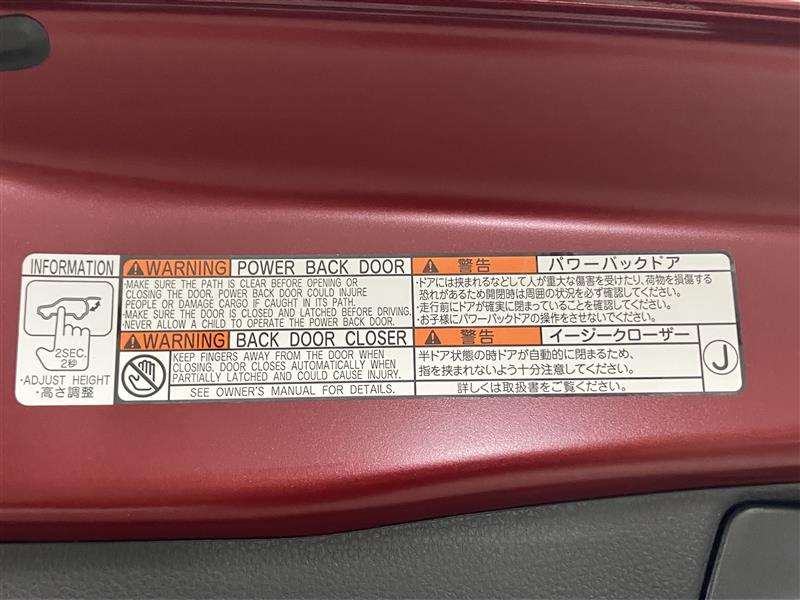 INFORMATION
2SEC.
2秒
·ADJUST HEIGHT
·高さ調整
WARNING POWER BACK DOOR
·MAKE SURE THE PATH IS CLEAR BEFORE OPENING OR
CLOSING THE DOOR. POWER BACK DOOR COULD INJURE
PEOPLE OR DAMAGE CARGO IF CAUGHT IN ITS PATH.
·MAKE SURE THE DOOR IS CLOSED AND LATCHED BEFORE DRIVING.
·NEVER ALLOW A CHILD TO OPERATE THE POWER BACK DOOR.
WARNING BACK DOOR CLOSER
KEEP FINGERS AWAY FROM THE DOOR WHEN
CLOSING. DOOR CLOSES AUTOMATICALLY WHEN
PARTIALLY LATCHED AND COULD CAUSE INJURY.
SEE OWNER'S MANUAL FOR DETAILS.
警告 パワーバックドア
·ドアには挟まれるなどして人が重大な傷害を受けたり、荷物を損傷する
恐れがあるため開閉時は周囲の状況を必ず確認してください。
·走行前にドアが確実に閉まっていることを確認してください。
·お子様にパワーバックドアの操作をさせないでください。
警告 イージークローザー
半ドア状態の時ドアが自動的に閉まるため、
指を挟まれないよう十分注意してください。
詳しくは取扱書をご覧ください。
J